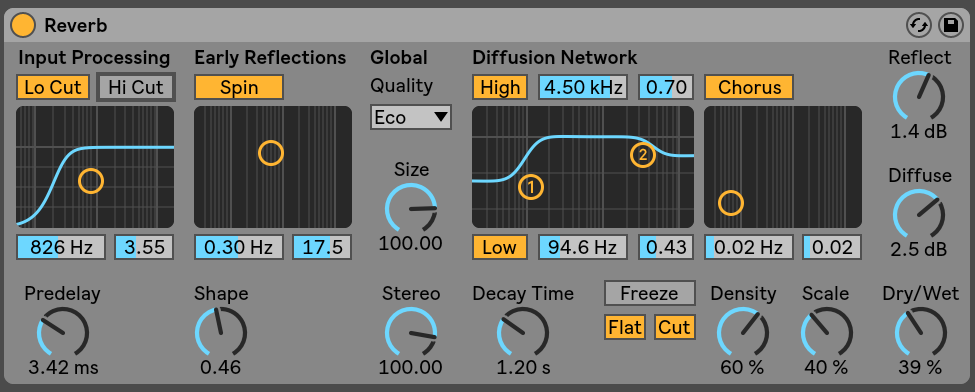 Reverb
Input Processing
Lo Cut Hi Cut
826 Hz 3.55
Predelay
3.42 ms
Early Reflections
Spin
0.30 Hz 17.5
Shape
0.46
Global
Quality
Eco
Size
100.00
Stereo
100.00
Diffusion Network
High 4.50 kHz 0.70 Chorus
1 2
Low 94.6 Hz 0.43 0.02 Hz 0.02
Decay Time
1.20 s
Freeze
Flat Cut
Density
60 %
Scale
40 %
Reflect
1.4 dB
Diffuse
2.5 dB
Dry/Wet
39 %